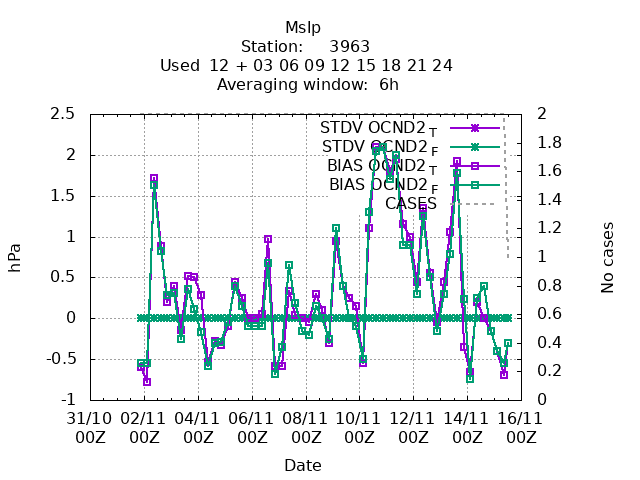 Mslp
Station: 3963
Used 12 + 03 06 09 12 15 18 21 24
Averaging window: 6h
STDV OCND2 T
STDV OCND2 F
BIAS OCND2 T
BIAS OCND2 F
CASES
2.5
2
1.5
1
0.5
0
-0.5
-1
hPa
2
1.8
1.6
1.4
1.2
1
0.8
0.6
0.4
0.2
0
No cases
31/10 02/11 04/11 06/11 08/11 10/11 12/11 14/11 16/11
00Z 00Z 00Z 00Z 00Z 00Z 00Z 00Z 00Z
Date